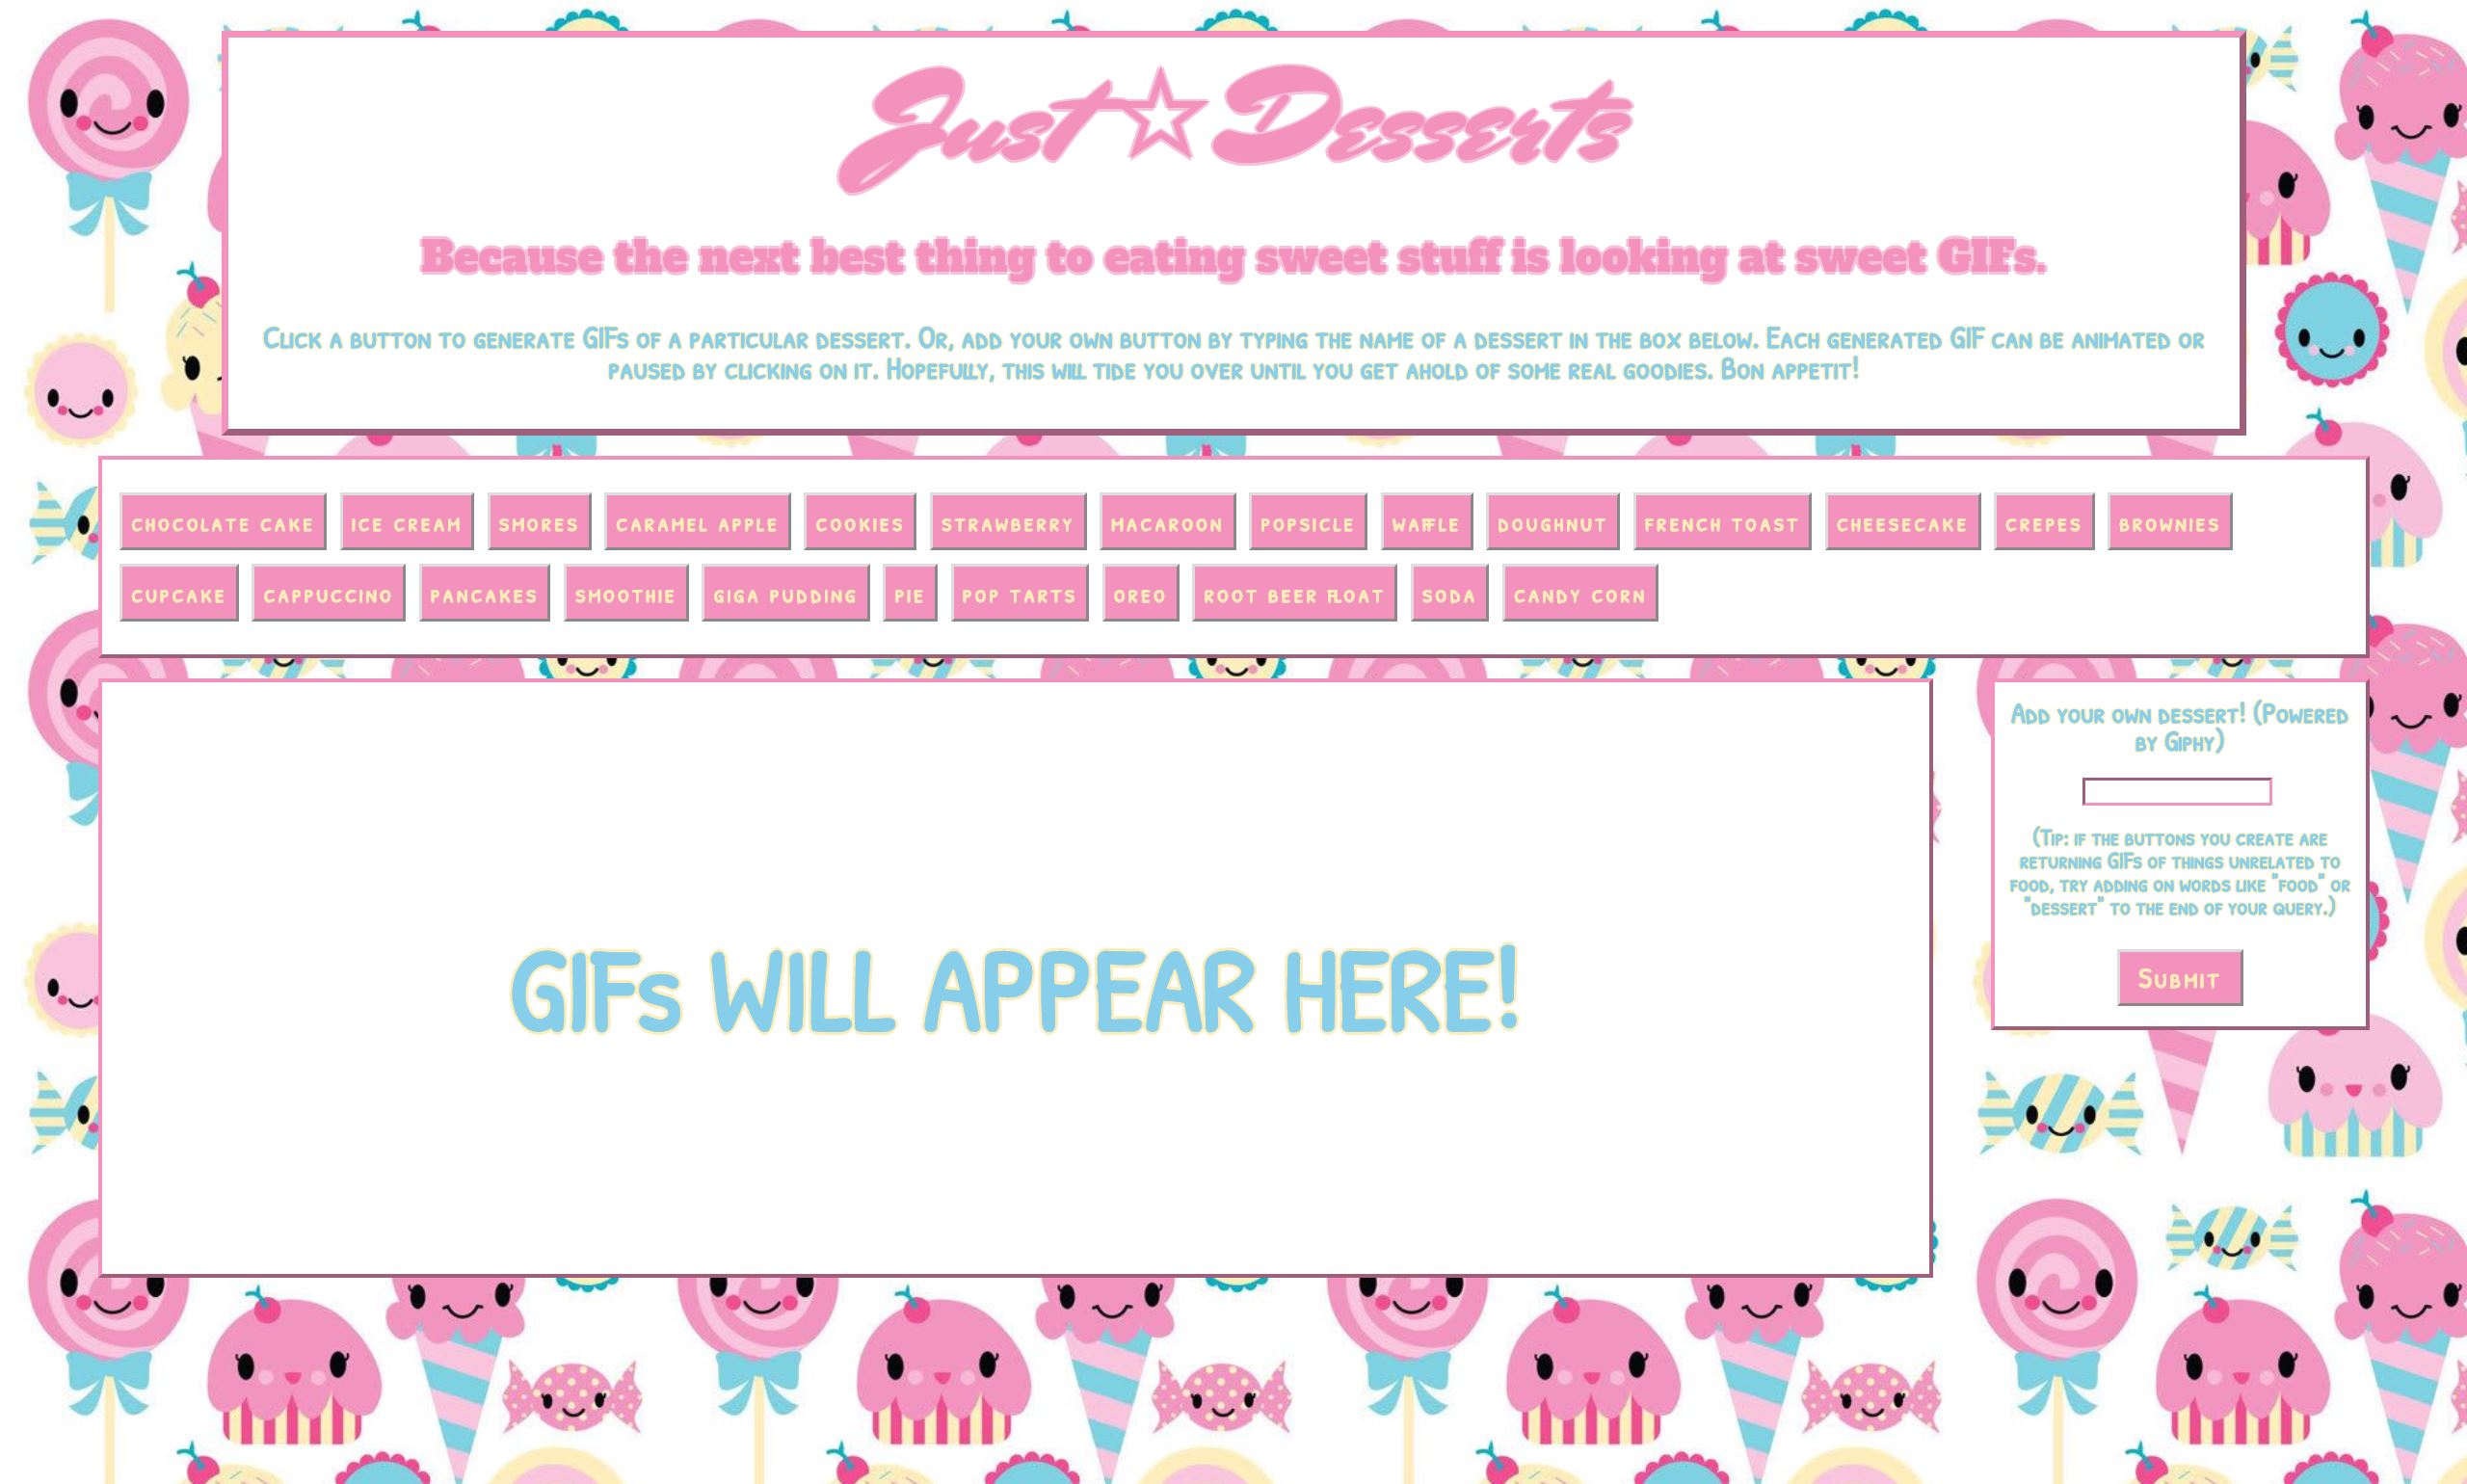 Just☆Desserts
Because the next best thing to eating sweet stuff is looking at sweet GIFs.
Click a button to generate GIFs of a particular dessert. Or, add your own button by typing the name of a dessert in the box below. Each generated GIF can be animated or
paused by clicking on it. Hopefully, this will tide you over until you get ahold of some real goodies. Bon appetit!
chocolate cake ice cream smores caramel apple cookies strawberry macaroon popsicle waffle doughnut french toast cheesecake crepes brownies
cupcake cappuccino pancakes smoothie giga pudding pie pop tarts oreo root beer float soda candy corn
Add your own dessert! (Powered
by Giphy)
(Tip: if the buttons you create are
returning GIFs of things unrelated to
food, try adding on words like "food" or
"dessert" to the end of your query.)
Submit
GIFs WILL APPEAR HERE!